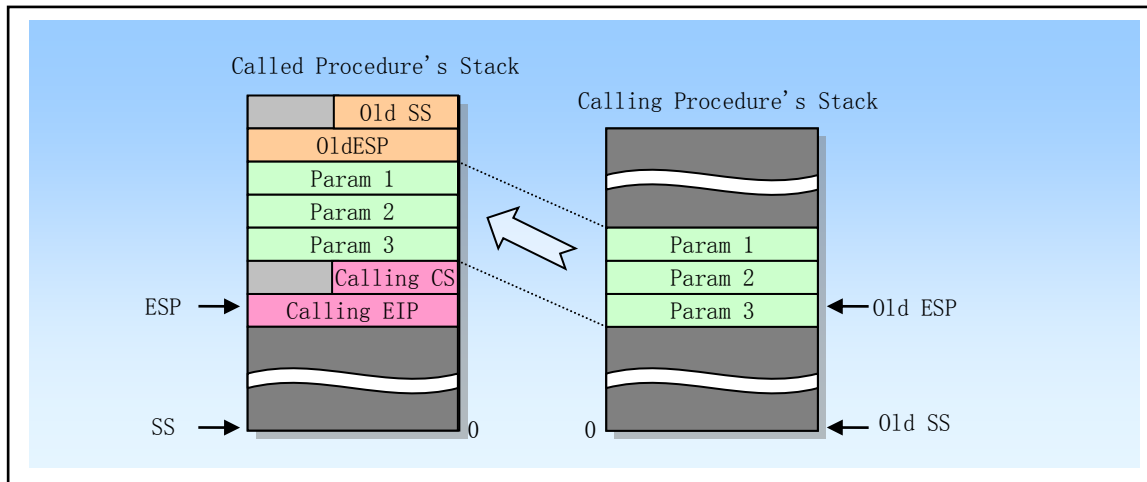 Called Procedure's Stack
Old SS
OldESP
Param 1
Param 2
Param 3
Calling CS
Calling EIP
ESP
SS
0
Calling Procedure's Stack
Param 1
Param 2
Param 3
Old ESP
Old SS
0